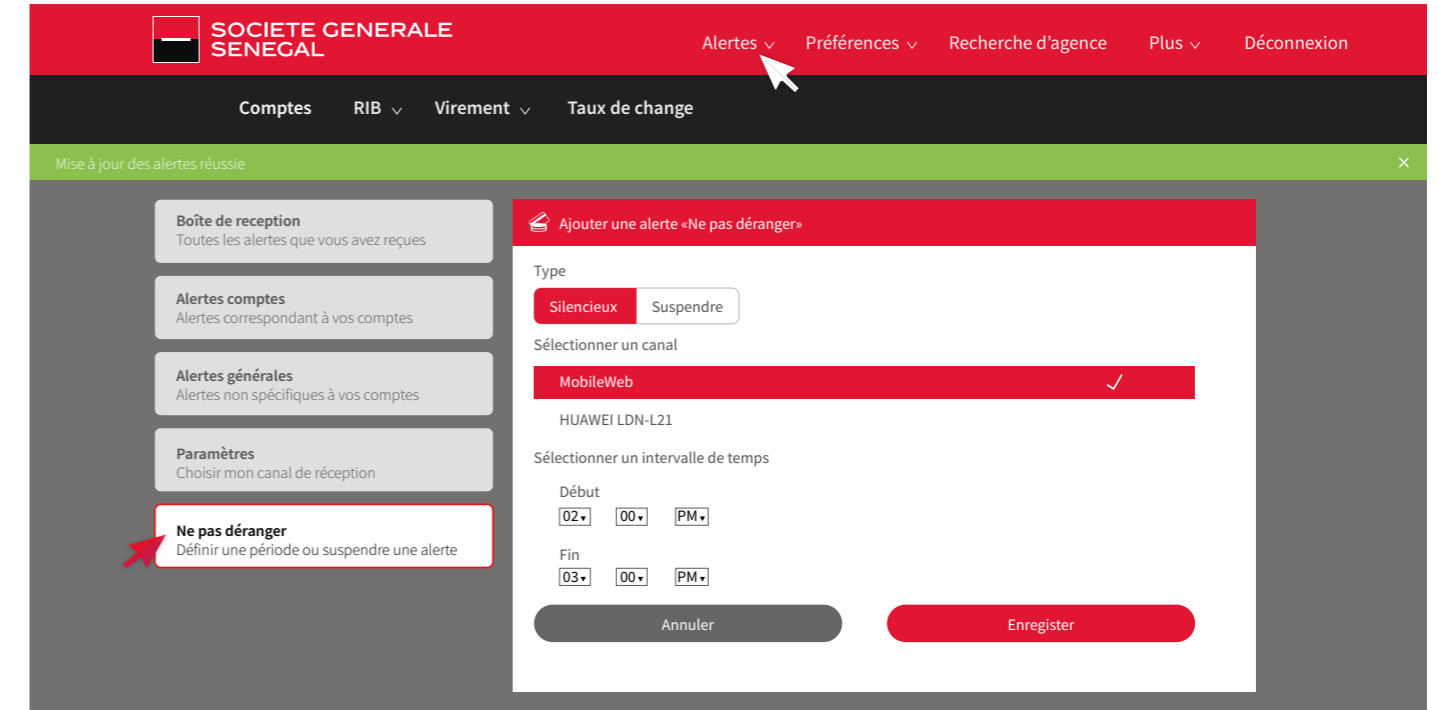 SOCIETE GENERALE
SENEGAL
Alertes Préférences Recherche d’agence Plus Déconnexion
Comptes RIB Virement Taux de change
Mise à jour des alertes réussie
Boîte de reception
Toutes les alertes que vous avez reçues
Alertes comptes
Alertes correspondant à vos comptes
Alertes générales
Alertes non spécifiques à vos comptes
Paramètres
Choisir mon canal de réception
Ne pas déranger
Définir une période ou suspendre une alerte
Ajouter une alerte «Ne pas déranger»
Type
Silencieux Suspendre
Sélectionner un canal
MobileWeb
HUAWEI LDN-L21
Sélectionner un intervalle de temps
Début
02 00 PM
Fin
03 00 PM
Annuler Enregister